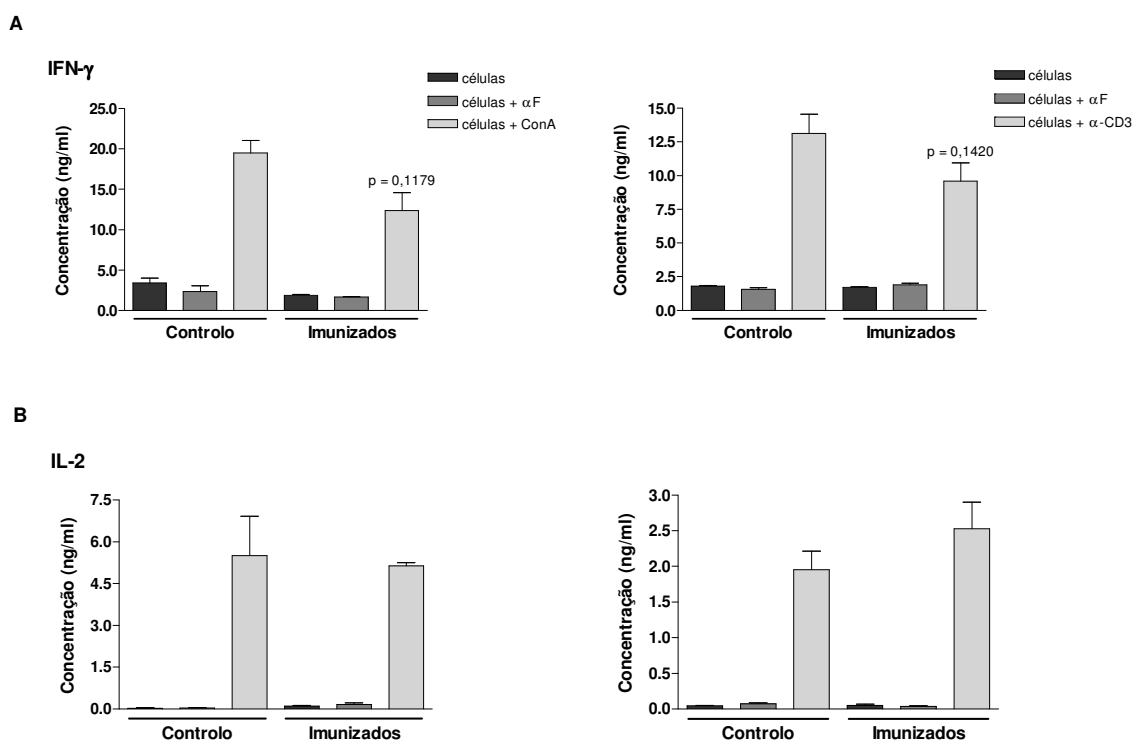 A
IFN-γ
células
células + αF
células + ConA
Concentração (ng/ml)
25.0
20.0
15.0
10.0
5.0
0.0
p = 0,1179
Controlo
Imunizados
células
células + αF
células + α-CD3
Concentração (ng/ml)
15.0
12.5
10.0
7.5
5.0
2.5
0.0
p = 0,1420
Controlo
Imunizados
B
IL-2
Concentração (ng/ml)
7.5
6.0
4.5
3.0
1.5
0.0
Controlo
Imunizados
Concentração (ng/ml)
3.0
2.5
2.0
1.5
1.0
0.5
0.0
Controlo
Imunizados